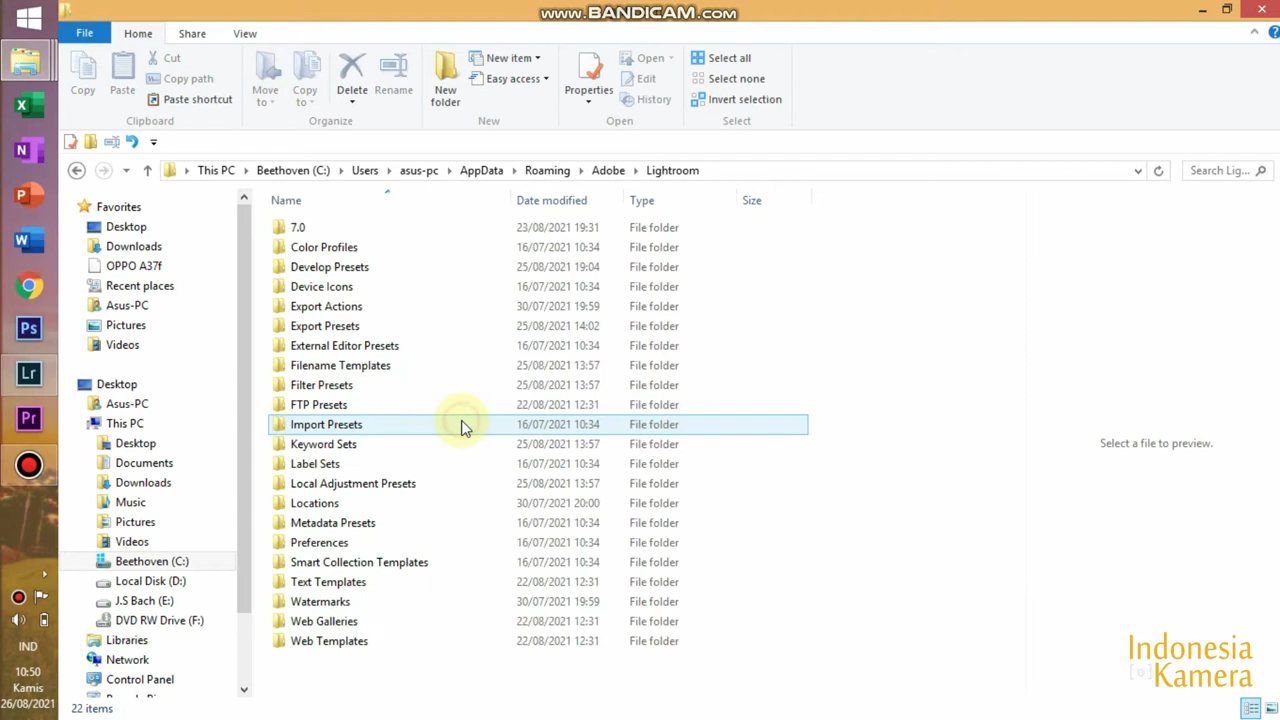 www.BANDICAM.com
File Home Share View
Copy
Paste
Cut
Copy path
Paste shortcut
Clipboard
Move to
Copy to
Delete
Rename
Organize
New folder
New item
Easy access
New
Properties
Open
Edit
History
Open
Select all
Select none
Invert selection
Select
This PC Beethoven (C:) Users asus-pc AppData Roaming Adobe Lightroom
Search Lig...
Name Date modified Type Size
Favorites
Desktop
Downloads
OPPO A37f
Recent places
Asus-PC
Pictures
Videos
Desktop
Asus-PC
This PC
Desktop
Documents
Downloads
Music
Pictures
Videos
Beethoven (C:)
Local Disk (D:)
J.S Bach (E:)
DVD RW Drive (F:)
Libraries
Network
Control Panel
7.0 23/08/2021 19:31 File folder
Color Profiles 16/07/2021 10:34 File folder
Develop Presets 25/08/2021 19:04 File folder
Device Icons 16/07/2021 10:34 File folder
Export Actions 30/07/2021 19:59 File folder
Export Presets 25/08/2021 14:02 File folder
External Editor Presets 16/07/2021 10:34 File folder
Filename Templates 25/08/2021 13:57 File folder
Filter Presets 25/08/2021 13:57 File folder
FTP Presets 22/08/2021 12:31 File folder
Import Presets 16/07/2021 10:34 File folder
Keyword Sets 25/08/2021 13:57 File folder
Label Sets 16/07/2021 10:34 File folder
Local Adjustment Presets 25/08/2021 13:57 File folder
Locations 30/07/2021 20:00 File folder
Metadata Presets 16/07/2021 10:34 File folder
Preferences 16/07/2021 10:34 File folder
Smart Collection Templates 16/07/2021 10:34 File folder
Text Templates 22/08/2021 12:31 File folder
Watermarks 30/07/2021 19:59 File folder
Web Galleries 22/08/2021 12:31 File folder
Web Templates 22/08/2021 12:31 File folder
Select a file to preview.
22 items
X
N
P
W
Ps
Lr
Pr
IND
10:50
Kamis
26/08/2021
Indonesia
Kamera